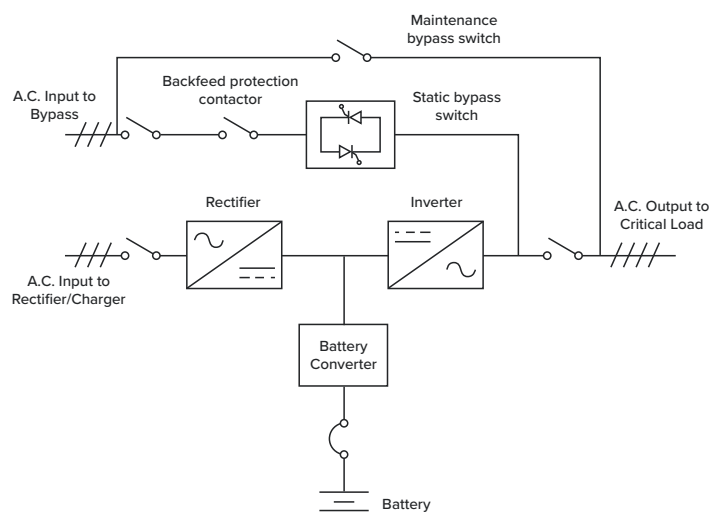 Maintenance
bypass switch
Backfeed protection
contactor
A.C. Input to
Bypass
Static bypass
switch
Rectifier
Inverter
A.C. Output to
Critical Load
A.C. Input to
Rectifier/Charger
Battery
Converter
Battery